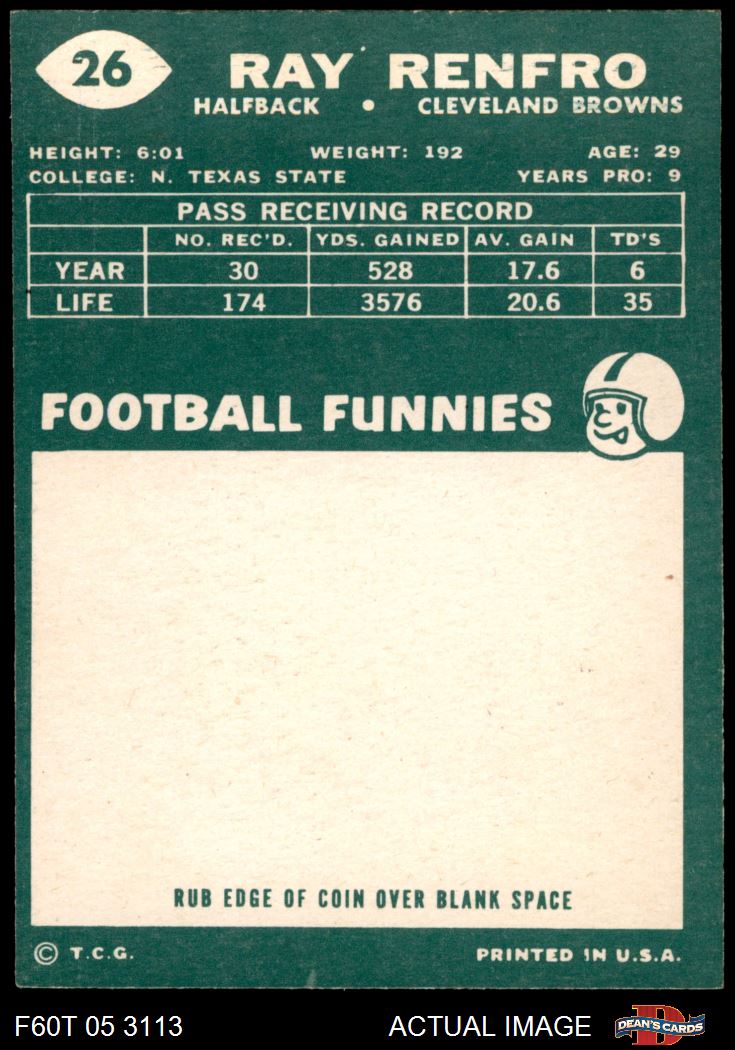 26
RAY RENFRO
HALFBACK • CLEVELAND BROWNS
HEIGHT: 6:01 WEIGHT: 192 AGE: 29
COLLEGE: N. TEXAS STATE YEARS PRO: 9
PASS RECEIVING RECORD
NO. REC'D. YDS. GAINED AV. GAIN TD'S
YEAR 30 528 17.6 6
LIFE 174 3576 20.6 35
FOOTBALL FUNNIES
RUB EDGE OF COIN OVER BLANK SPACE
© T.C.G. PRINTED IN U.S.A.
F60T 05 3113 ACTUAL IMAGE D DEAN'S CARDS